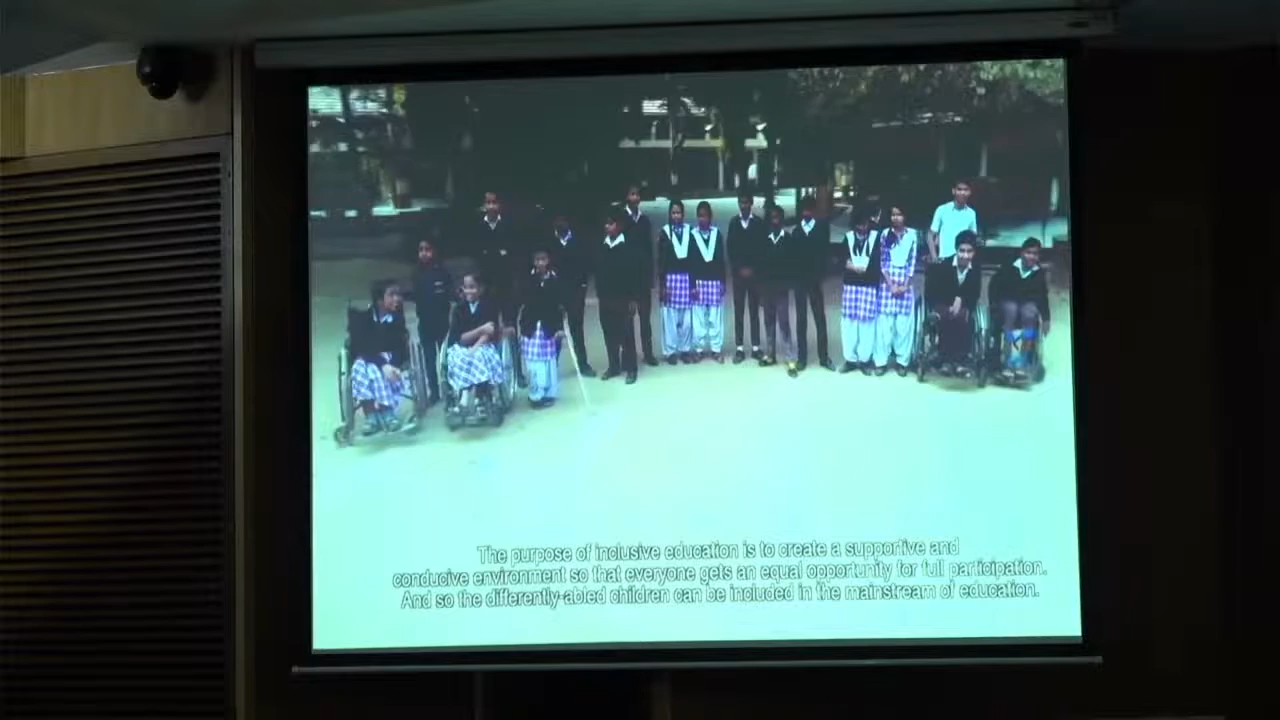 The purpose of inclusive education is to create a supportive and
conducive environment so that everyone gets an equal opportunity for full participation.
And so the differently-abled children can be included in the mainstream of education.